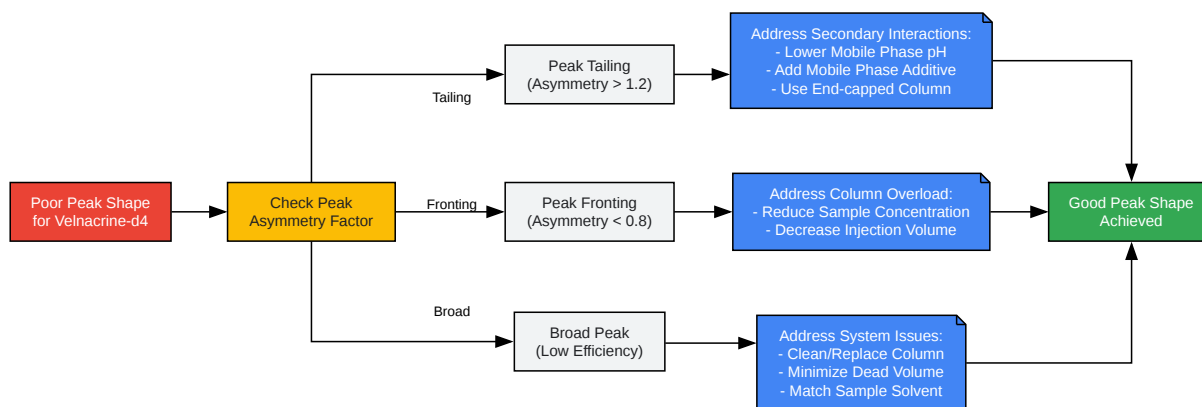 Poor Peak Shape
for Velnacrine-d4
Check Peak
Asymmetry Factor
Tailing
Peak Tailing
(Asymmetry > 1.2)
Address Secondary Interactions:
- Lower Mobile Phase pH
- Add Mobile Phase Additive
- Use End-capped Column
Fronting
Peak Fronting
(Asymmetry < 0.8)
Address Column Overload:
- Reduce Sample Concentration
- Decrease Injection Volume
Broad
Broad Peak
(Low Efficiency)
Address System Issues:
- Clean/Replace Column
- Minimize Dead Volume
- Match Sample Solvent
Good Peak Shape
Achieved